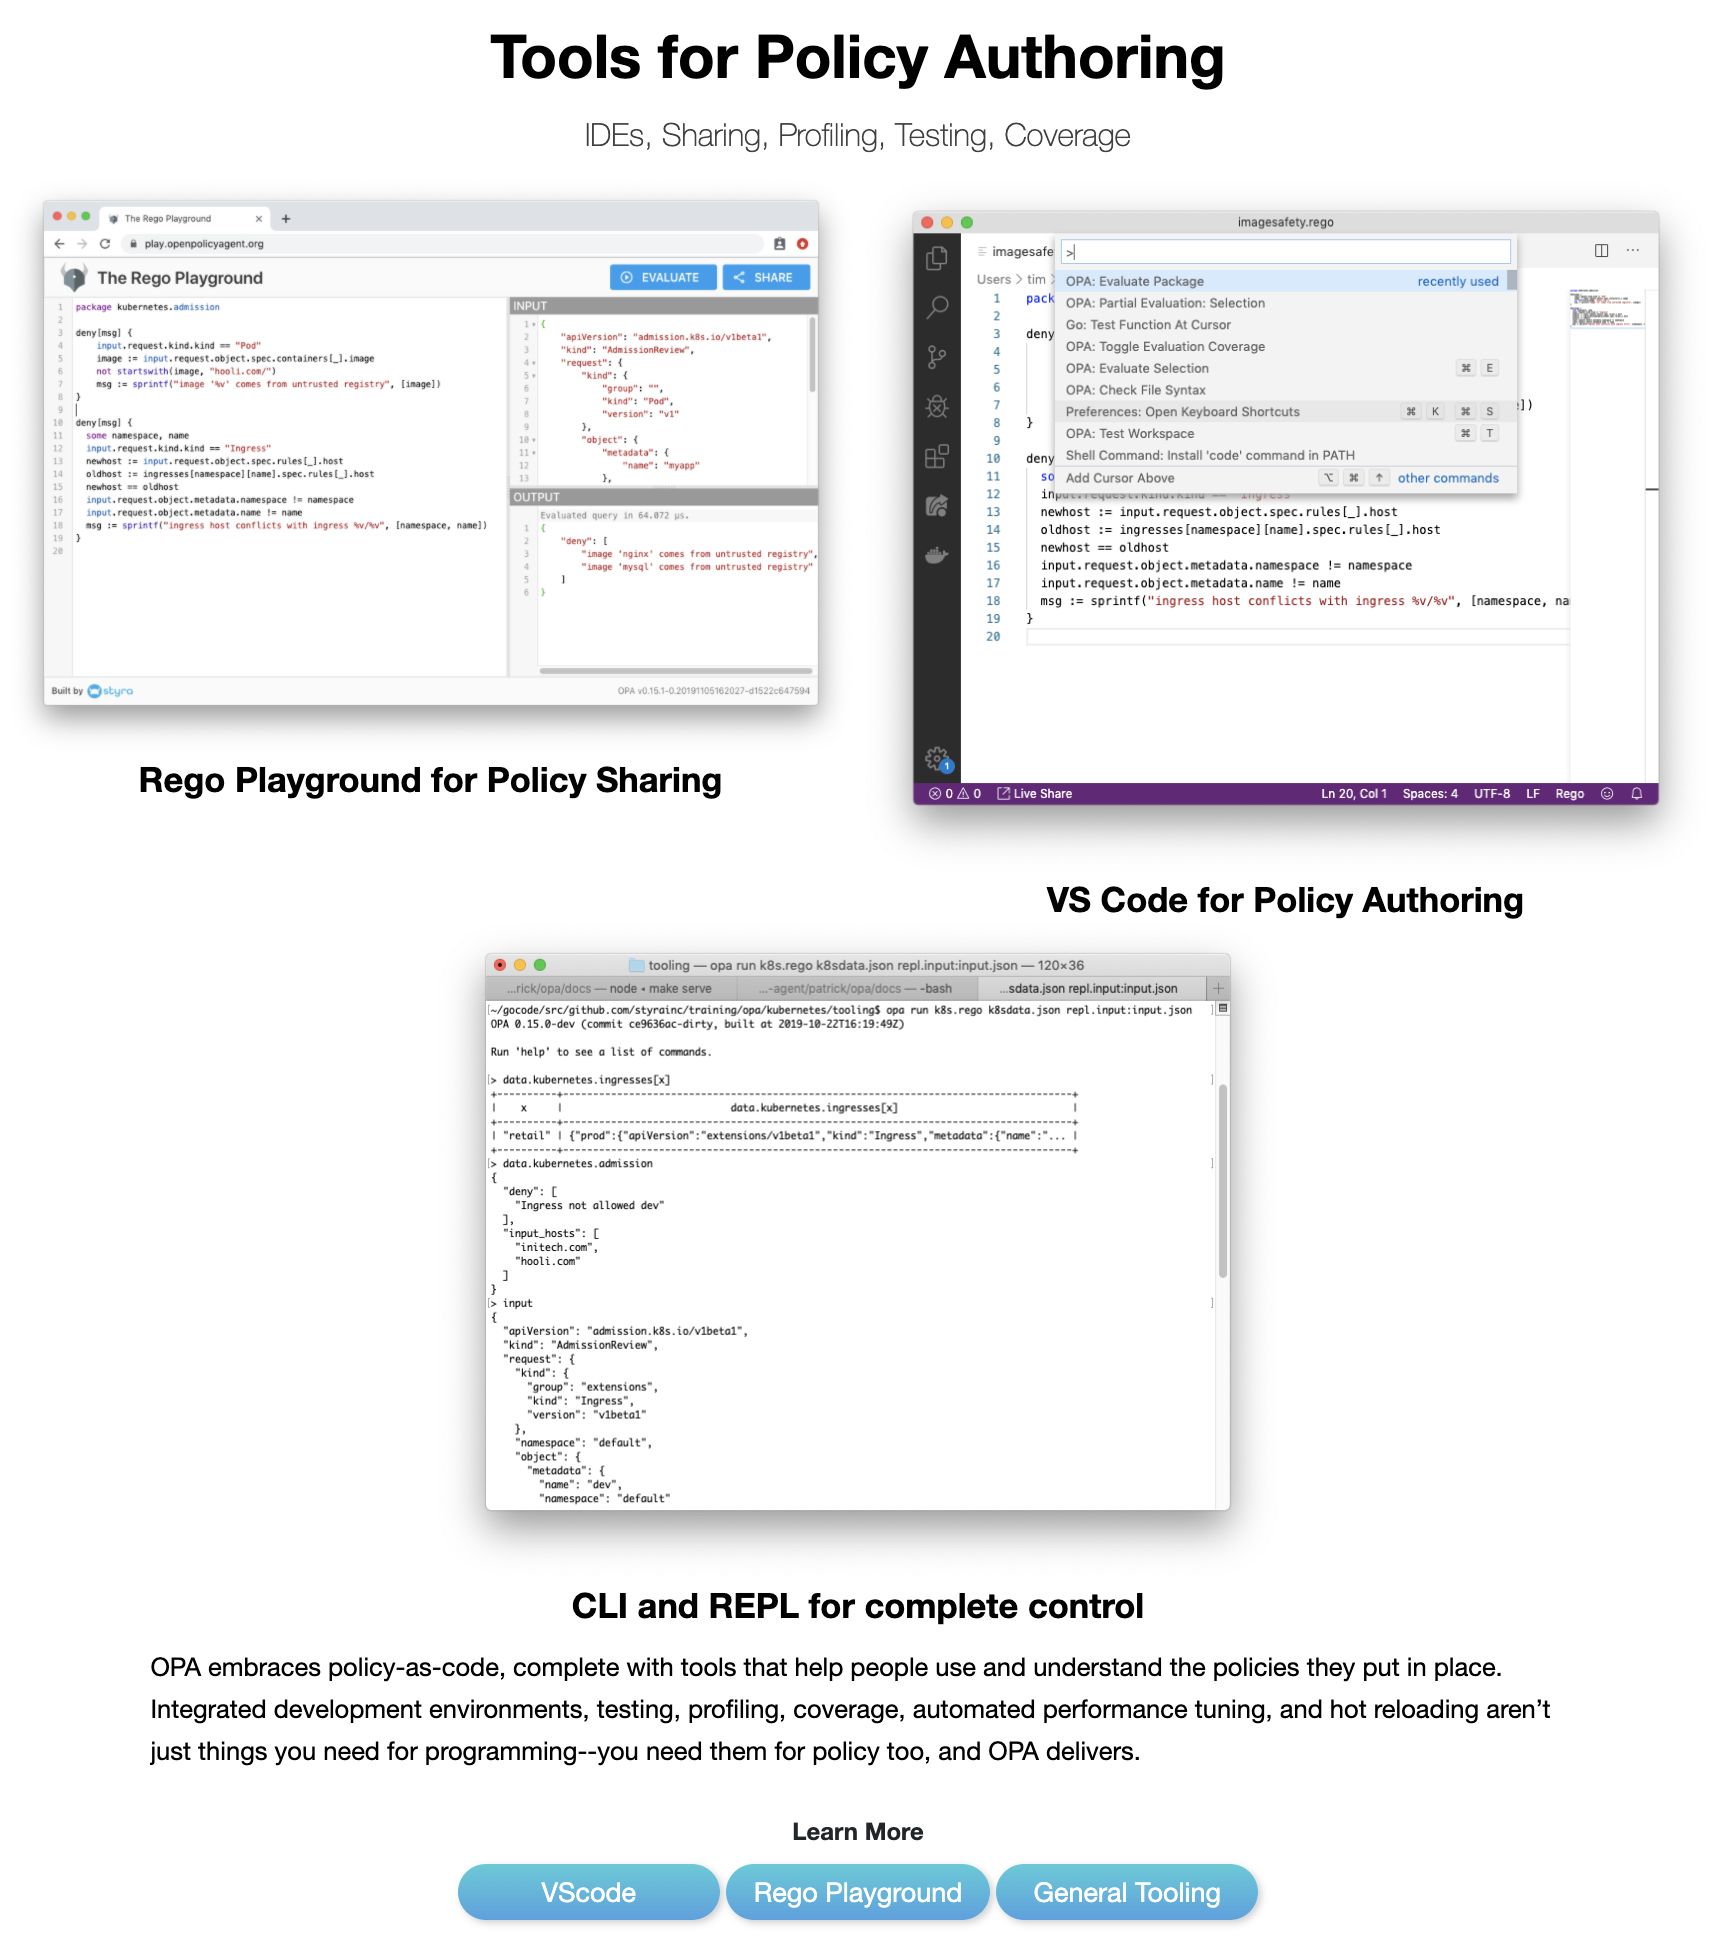 Tools for Policy Authoring
IDEs, Sharing, Profiling, Testing, Coverage
The Rego Playground
play.openpolicyagent.org
The Rego Playground
EVALUATE
SHARE
1 package kubernetes.admission
2
3 deny[msg] {
4 input.request.kind.kind == "Pod"
5 image := input.request.object.spec.containers[_].image
6 not startswith(image, "hooli.com/")
7 msg := sprintf("image '%v' comes from untrusted registry", [image])
8 }
9
10 deny[msg] {
11 some namespace, name
12 input.request.kind.kind == "Ingress"
13 newhost := input.request.object.spec.rules[_].host
14 oldhost := ingresses[namespace][name].spec.rules[_].host
15 newhost == oldhost
16 input.request.object.metadata.namespace != namespace
17 input.request.object.metadata.name != name
18 msg := sprintf("ingress host conflicts with ingress %v/%v", [namespace, name])
19 }
20
INPUT
1 {
2 "apiVersion": "admission.k8s.io/v1beta1",
3 "kind": "AdmissionReview",
4 "request": {
5 "kind": {
6 "group": "",
7 "kind": "Pod",
8 "version": "v1"
9 },
10 "object": {
11 "metadata": {
12 "name": "myapp"
13 },
OUTPUT
Evaluated query in 64.072 µs.
1 {
2 "deny": [
3 "image 'nginx' comes from untrusted registry",
4 "image 'mysql' comes from untrusted registry"
5 ]
6 }
Built by styra
OPA v0.15.1-0.20191105162027-d1522c647594
Rego Playground for Policy Sharing
imagesafety.rego
imagesafe
>
Users > tim >
OPA: Evaluate Package recently used
OPA: Partial Evaluation: Selection
Go: Test Function At Cursor
OPA: Toggle Evaluation Coverage
OPA: Evaluate Selection ⌘ E
OPA: Check File Syntax
Preferences: Open Keyboard Shortcuts ⌘ K ⌘ S
OPA: Test Workspace ⌘ T
Shell Command: Install 'code' command in PATH
Add Cursor Above ⌥ ⌘ ↑ other commands
1 pack
2
3 deny
4
5
6
7 ])
8 }
9
10 deny
11 so
12 input.request.kind.kind == "Ingress"
13 newhost := input.request.object.spec.rules[_].host
14 oldhost := ingresses[namespace][name].spec.rules[_].host
15 newhost == oldhost
16 input.request.object.metadata.namespace != namespace
17 input.request.object.metadata.name != name
18 msg := sprintf("ingress host conflicts with ingress %v/%v", [namespace, na
19 }
20
1
0 0 Live Share Ln 20, Col 1 Spaces: 4 UTF-8 LF Rego
VS Code for Policy Authoring
tooling — opa run k8s.rego k8sdata.json repl.input:input.json — 120×36
...rick/opa/docs — node ◂ make serve
...-agent/patrick/opa/docs — -bash
...sdata.json repl.input:input.json
[~/gocode/src/github.com/styrainc/training/opa/kubernetes/tooling$ opa run k8s.rego k8sdata.json repl.input:input.json ]
OPA 0.15.0-dev (commit ce9636ac-dirty, built at 2019-10-22T16:19:49Z)
Run 'help' to see a list of commands.
[> data.kubernetes.ingresses[x] ]
| x | data.kubernetes.ingresses[x] |
| "retail" | {"prod":{"apiVersion":"extensions/v1beta1","kind":"Ingress","metadata":{"name":"... |
[> data.kubernetes.admission ]
{
"deny": [
"Ingress not allowed dev"
],
"input_hosts": [
"initech.com",
"hooli.com"
]
}
[> input ]
{
"apiVersion": "admission.k8s.io/v1beta1",
"kind": "AdmissionReview",
"request": {
"kind": {
"group": "extensions",
"kind": "Ingress",
"version": "v1beta1"
},
"namespace": "default",
"object": {
"metadata": {
"name": "dev",
"namespace": "default"
CLI and REPL for complete control
OPA embraces policy-as-code, complete with tools that help people use and understand the policies they put in place.
Integrated development environments, testing, profiling, coverage, automated performance tuning, and hot reloading aren’t
just things you need for programming--you need them for policy too, and OPA delivers.
Learn More
VScode
Rego Playground
General Tooling